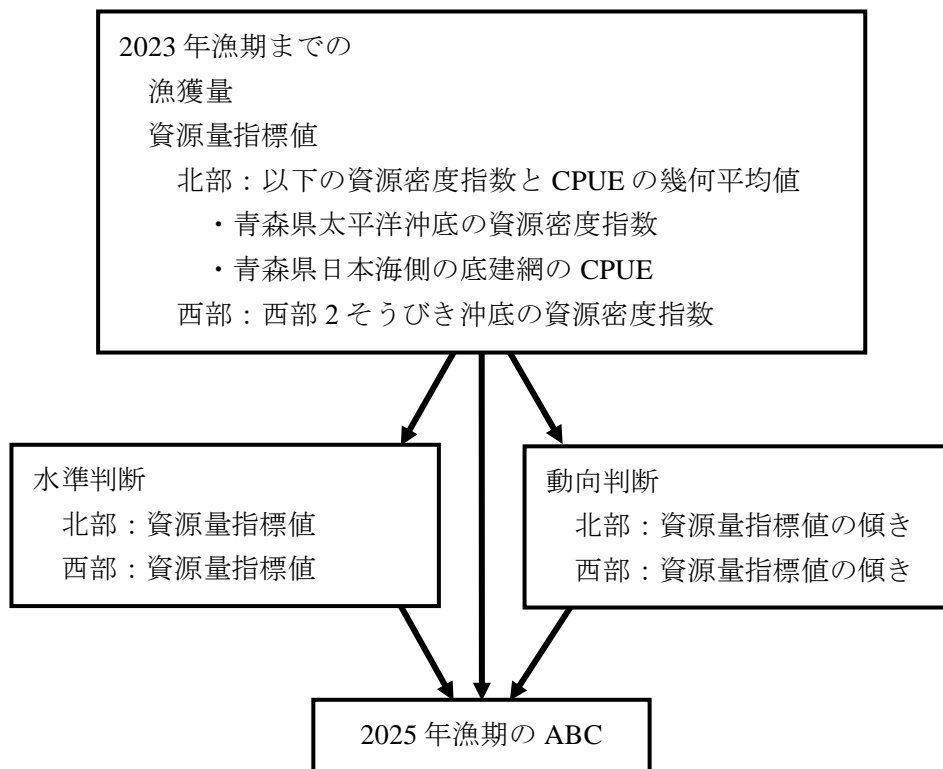 2023 年漁期までの
漁獲量
資源量指標値
北部：以下の資源密度指数と CPUE の幾何平均値
・青森県太平洋沖底の資源密度指数
・青森県日本海側の底建網の CPUE
西部：西部 2 そうびき沖底の資源密度指数
水準判断
北部：資源量指標値
西部：資源量指標値
動向判断
北部：資源量指標値の傾き
西部：資源量指標値の傾き
2025 年漁期の ABC